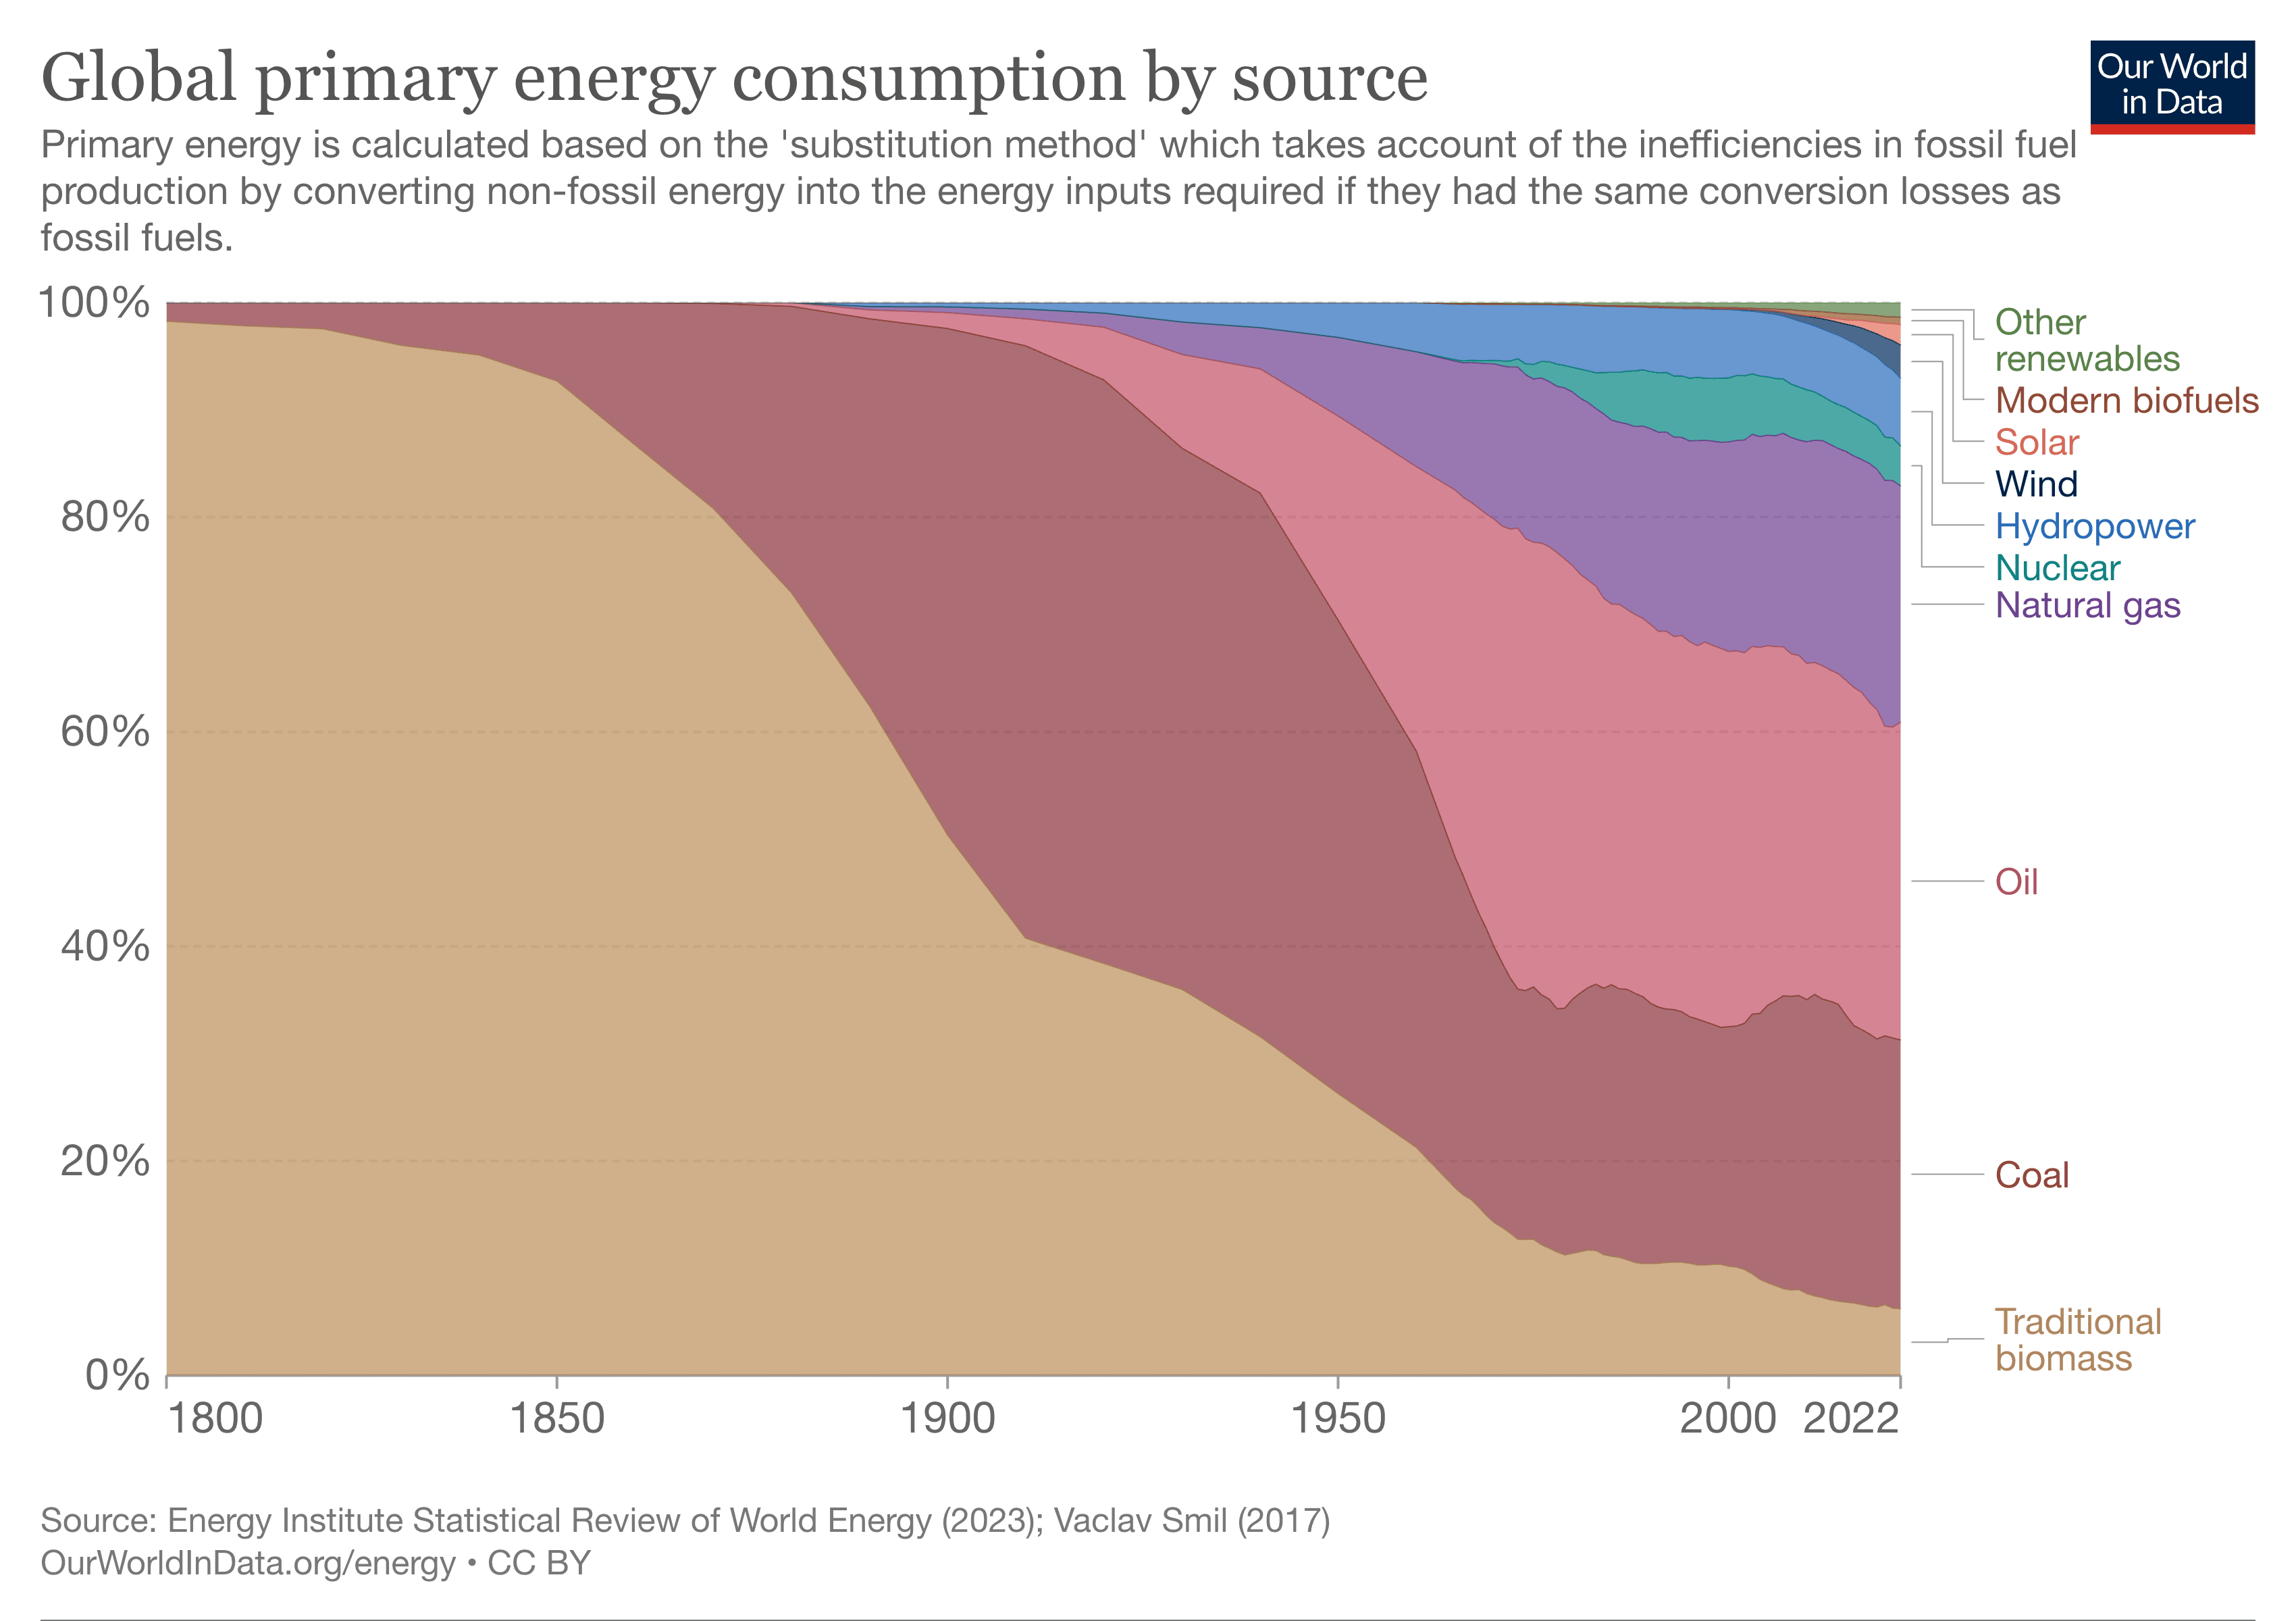 Global primary energy consumption by source
Our World
in Data
Primary energy is calculated based on the 'substitution method' which takes account of the inefficiencies in fossil fuel
production by converting non-fossil energy into the energy inputs required if they had the same conversion losses as
fossil fuels.
100%
80%
60%
40%
20%
0%
1800
1850
1900
1950
2000
2022
Other
renewables
Modern biofuels
Solar
Wind
Hydropower
Nuclear
Natural gas
Oil
Coal
Traditional
biomass
Source: Energy Institute Statistical Review of World Energy (2023); Vaclav Smil (2017)
OurWorldInData.org/energy • CC BY